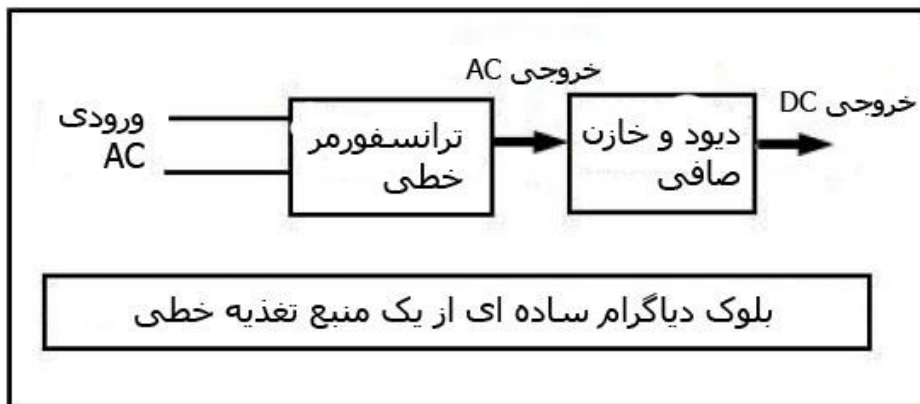 ورودی
AC
ترانسفورمر
خطی
خروجی AC
دیود و خازن
صافی
خروجی DC
بلوک دیاگرام ساده ای از یک منبع تغذیه خطی